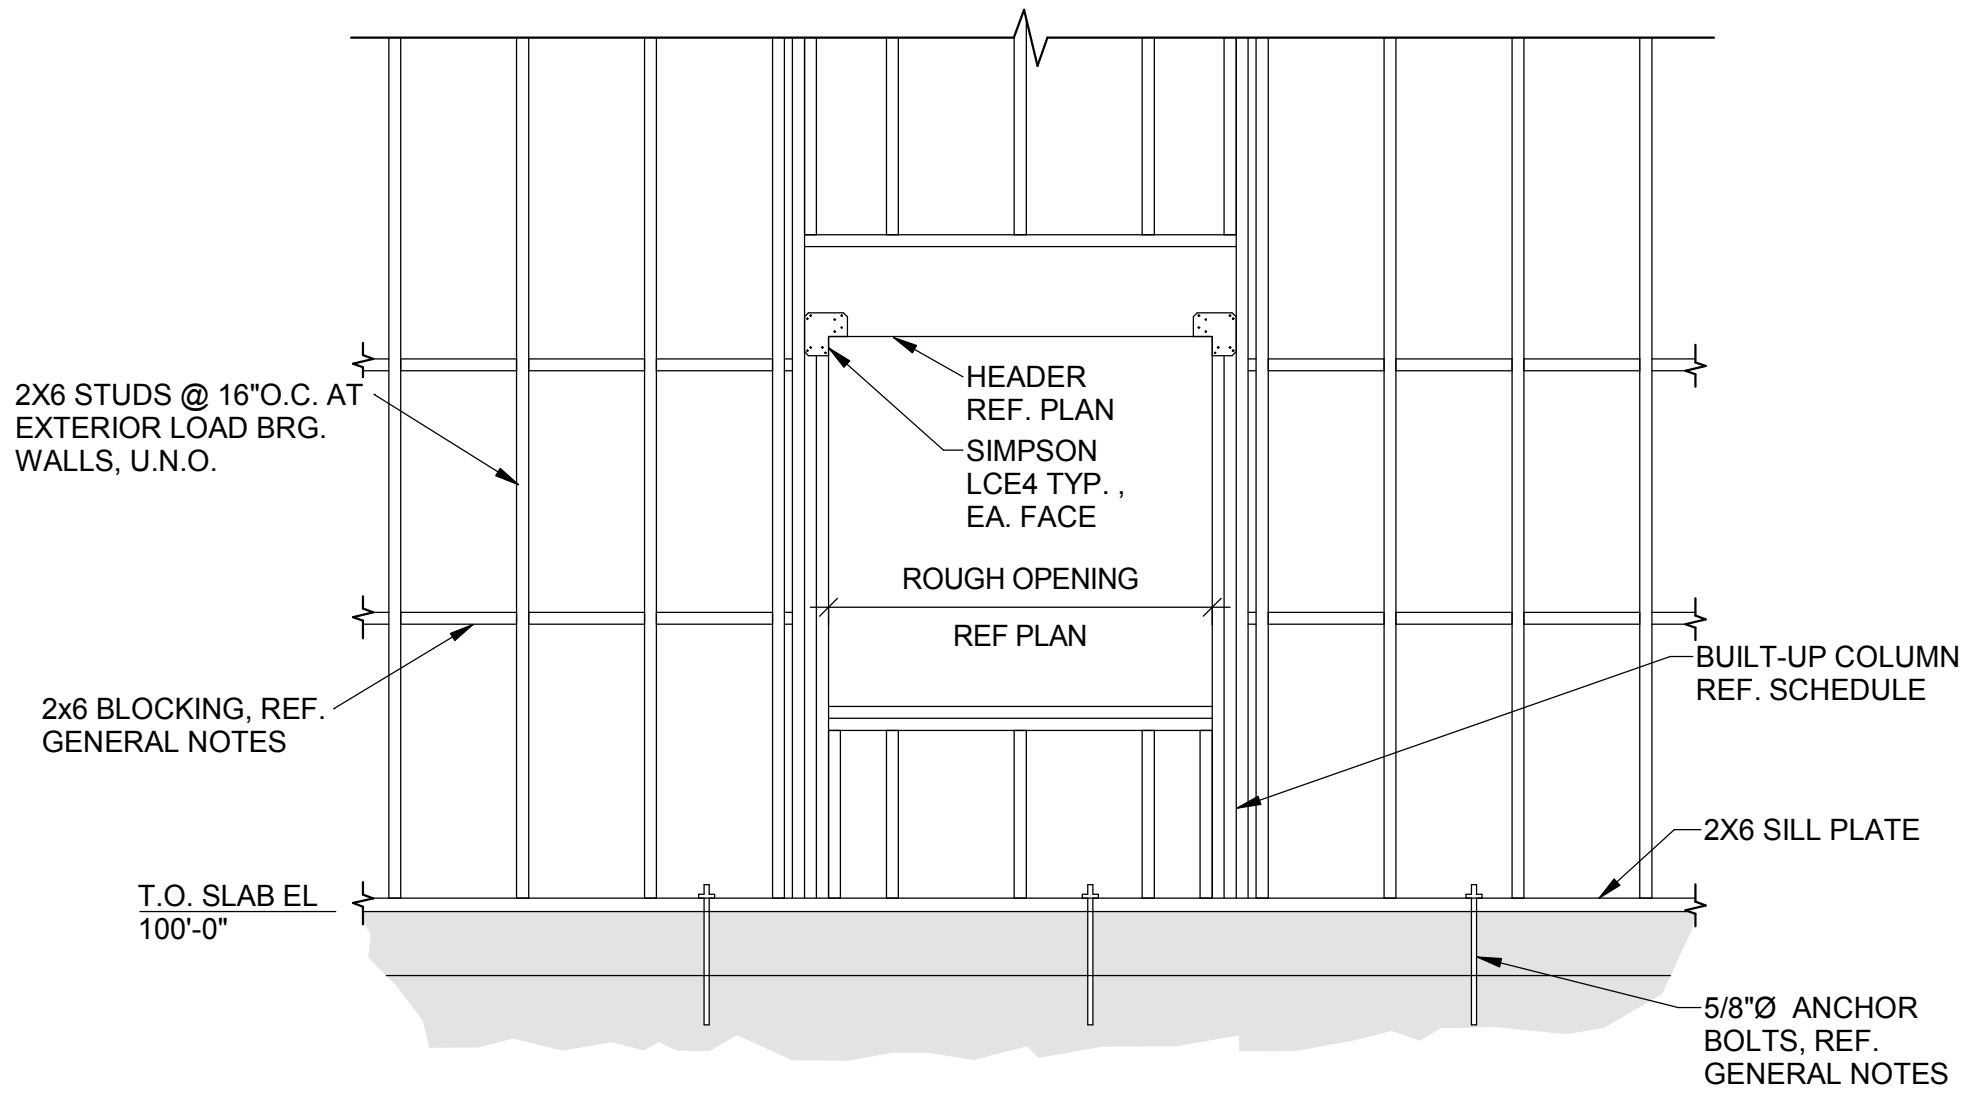 2X6 STUDS @ 16"O.C. AT
EXTERIOR LOAD BRG.
WALLS, U.N.O.
HEADER
REF. PLAN
SIMPSON
LCE4 TYP. ,
EA. FACE
ROUGH OPENING
REF PLAN
2x6 BLOCKING, REF.
GENERAL NOTES
BUILT-UP COLUMN
REF. SCHEDULE
2X6 SILL PLATE
T.O. SLAB EL
100'-0"
5/8"Ø ANCHOR
BOLTS, REF.
GENERAL NOTES